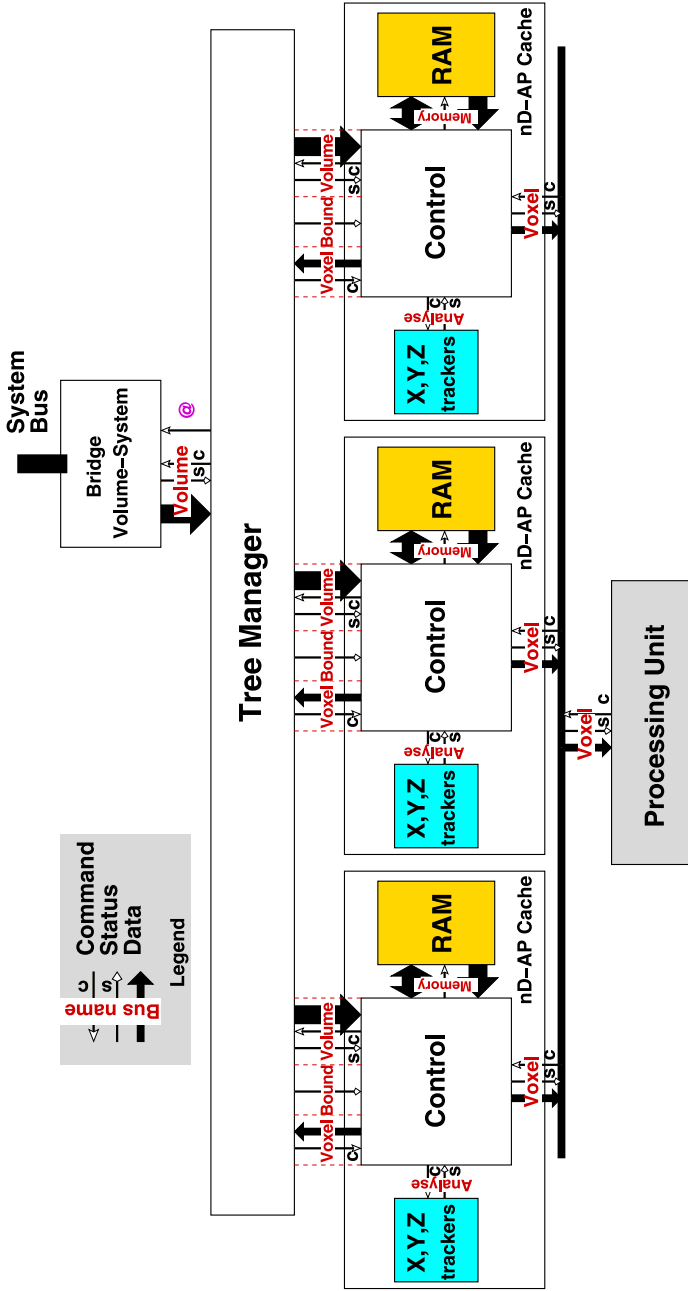 System
Bus
Bridge
Volume-System
Volume
s c
@
Command
Status
Data
Bus name
c
s
Legend
Tree Manager
Voxel Bound Volume
c
s c
X,Y,Z
trackers
Analyse
c
s
Control
Memory
RAM
nD-AP Cache
Voxel
s c
Voxel Bound Volume
c
s c
X,Y,Z
trackers
Analyse
c
s
Control
Memory
RAM
nD-AP Cache
Voxel
s c
Voxel Bound Volume
c
s c
X,Y,Z
trackers
Analyse
c
s
Control
Memory
RAM
nD-AP Cache
Voxel
s c
Voxel
s c
Processing Unit